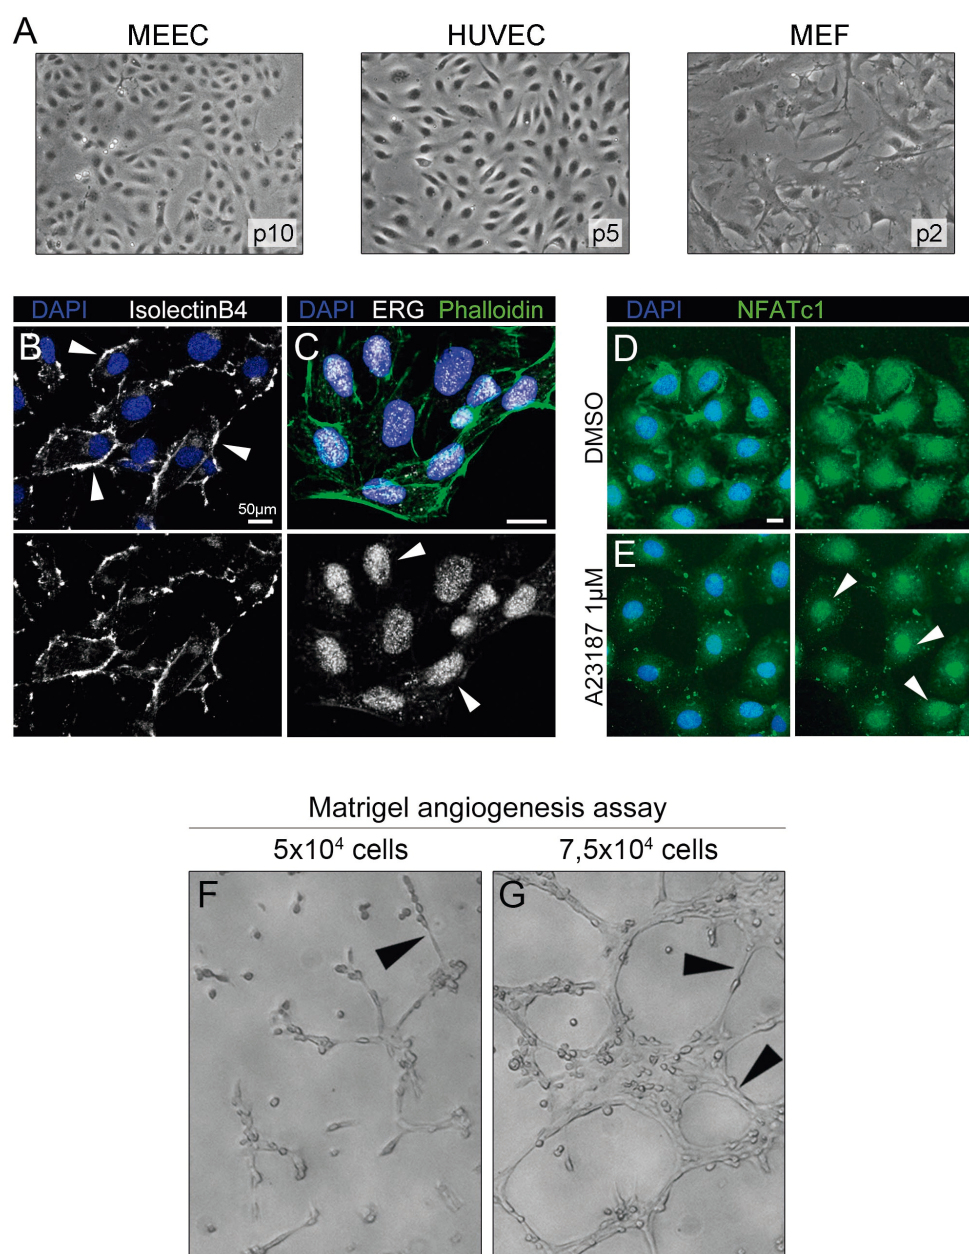 A
MEEC HUVEC MEF
p10 p5 p2
DAPI IsolectinB4 DAPI ERG Phalloidin DAPI NFATc1
B C D
DMSO
50µm
E
A23187 1µM
Matrigel angiogenesis assay
5x10⁴ cells 7,5x10⁴ cells
F G